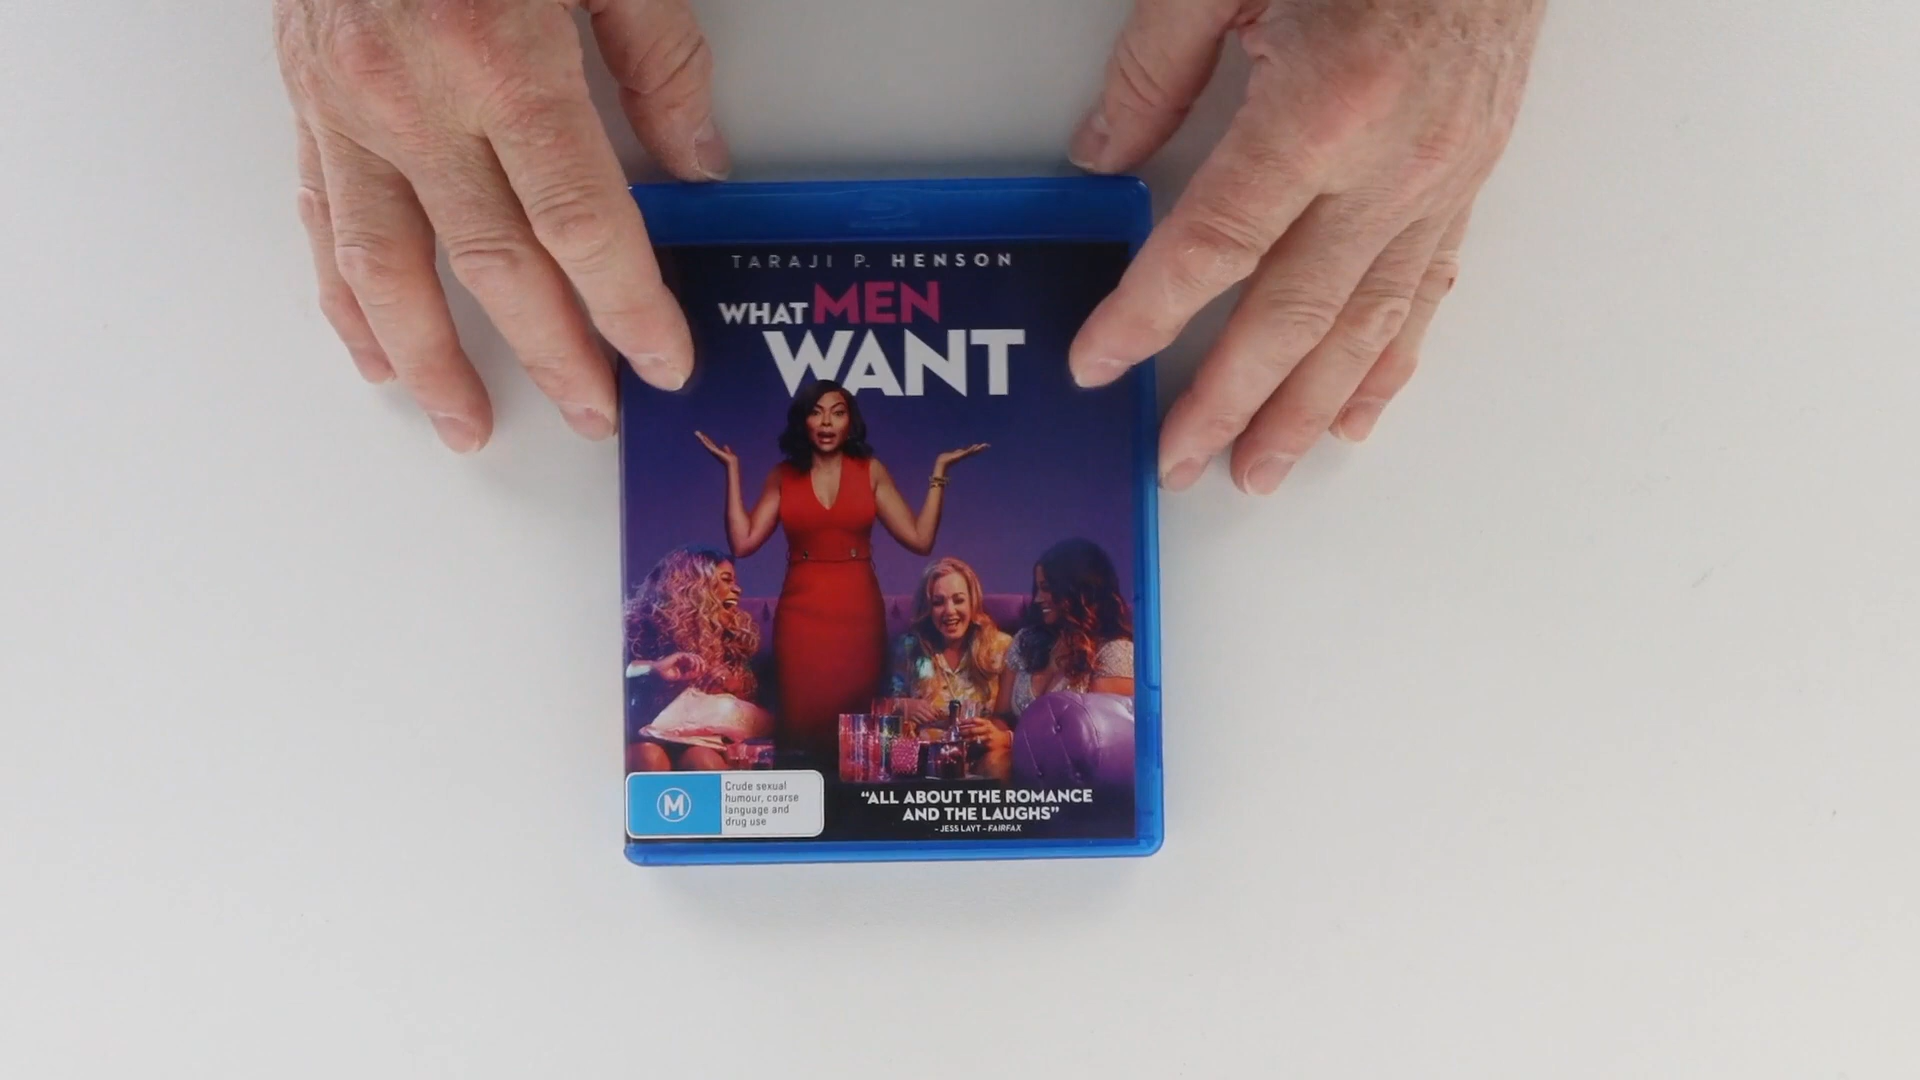 TARAJI P. HENSON
WHAT MEN
WANT
M
Crude sexual
humour, coarse
language and
drug use
“ALL ABOUT THE ROMANCE
AND THE LAUGHS”
- JESS LAYT - FAIRFAX